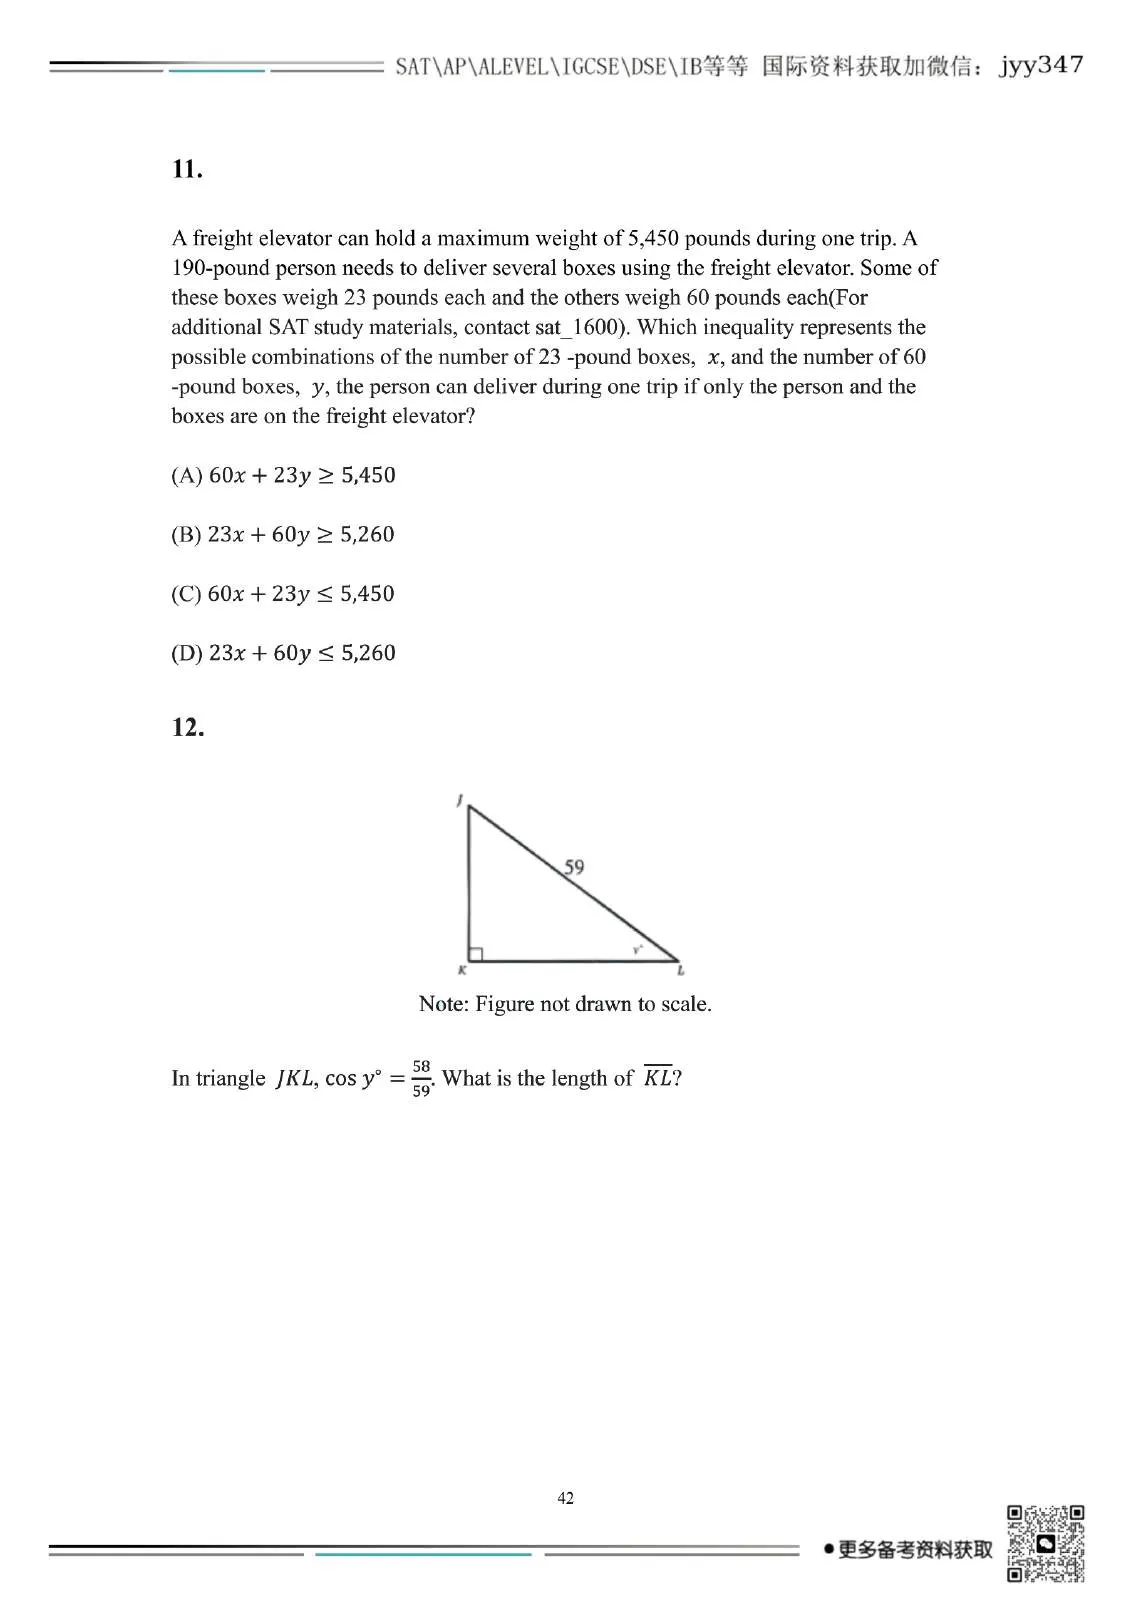 SAT\AP\ALEVEL\IGCSE\DSE\IB等等 国际资料获取加微信: jyy347
11.
A freight elevator can hold a maximum weight of 5,450 pounds during one trip. A
190-pound person needs to deliver several boxes using the freight elevator. Some of
these boxes weigh 23 pounds each and the others weigh 60 pounds each(For
additional SAT study materials, contact sat_1600). Which inequality represents the
possible combinations of the number of 23 -pound boxes, x, and the number of 60
-pound boxes, y, the person can deliver during one trip if only the person and the
boxes are on the freight elevator?
(A) 60x + 23y ≥ 5,450
(B) 23x + 60y ≥ 5,260
(C) 60x + 23y ≤ 5,450
(D) 23x + 60y ≤ 5,260
12.
J
59
y°
K L
Note: Figure not drawn to scale.
In triangle JKL, cos y° = 58/59. What is the length of K̅L̅?
42
●更多备考资料获取